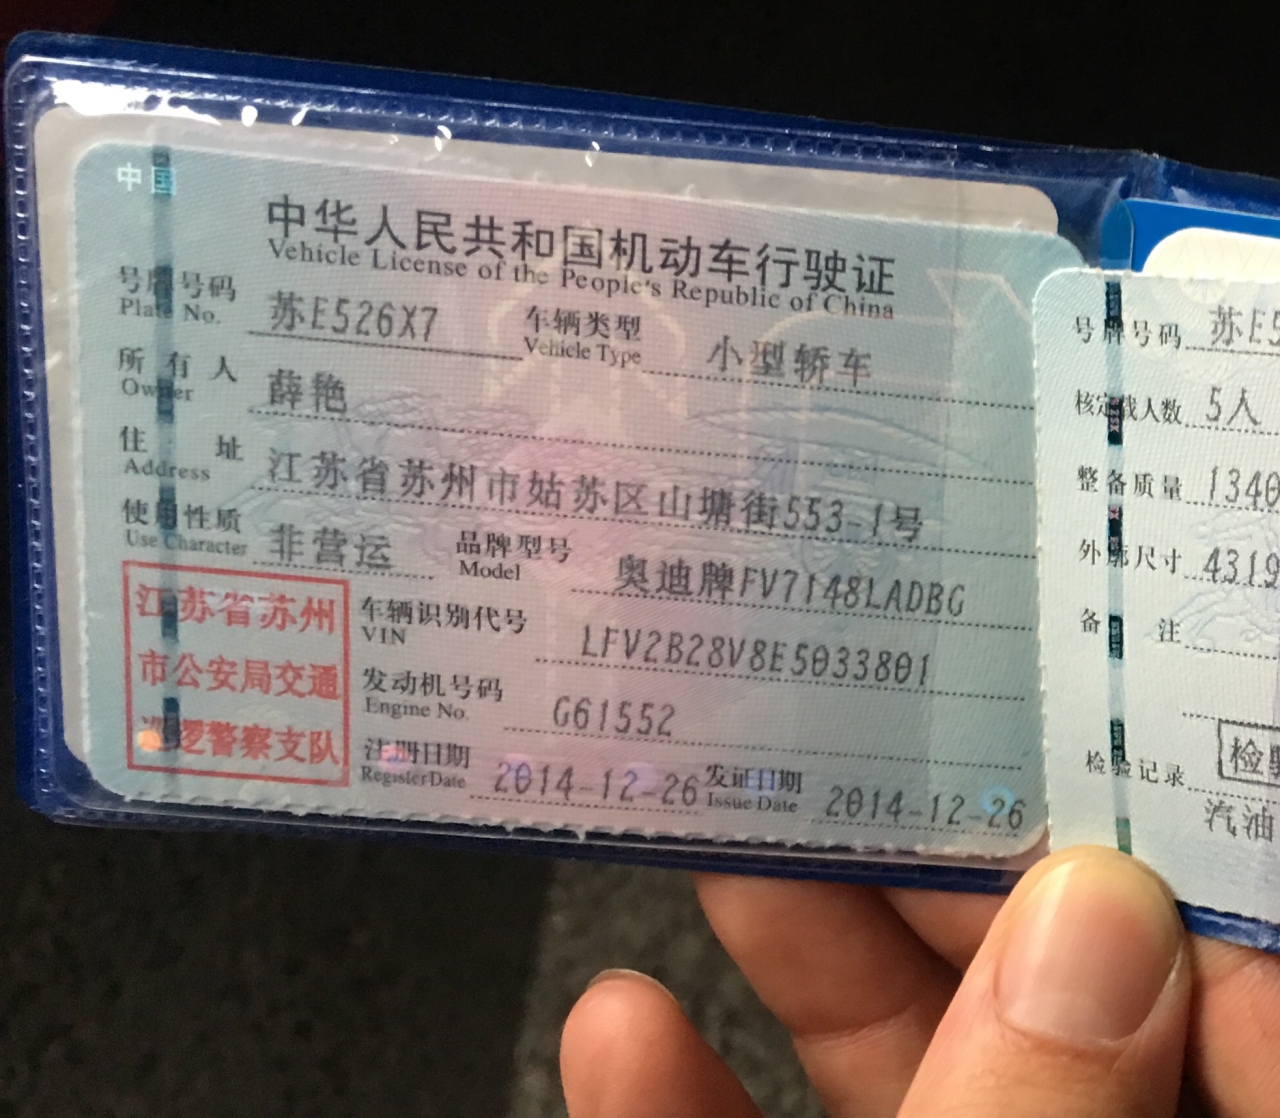 中国
中华人民共和国机动车行驶证
Vehicle License of the People's Republic of China
号牌号码 苏E526X7 车辆类型 小型轿车
Plate No. Vehicle Type
所有人 薛艳
Owner
住址 江苏省苏州市姑苏区山塘街553-1号
Address
使用性质 非营运 品牌型号 奥迪牌FV7148LADBG
Use Character Model
江苏省苏州
市公安局交通
巡逻警察支队
车辆识别代号 LFV2B28V8E5033801
VIN
发动机号码 G61552
Engine No.
注册日期 2014-12-26 发证日期 2014-12-26
Register Date Issue Date
号牌号码 苏E5
核定载人数 5人
整备质量 1340
外廓尺寸 4319
备注
检验记录 检验
汽油